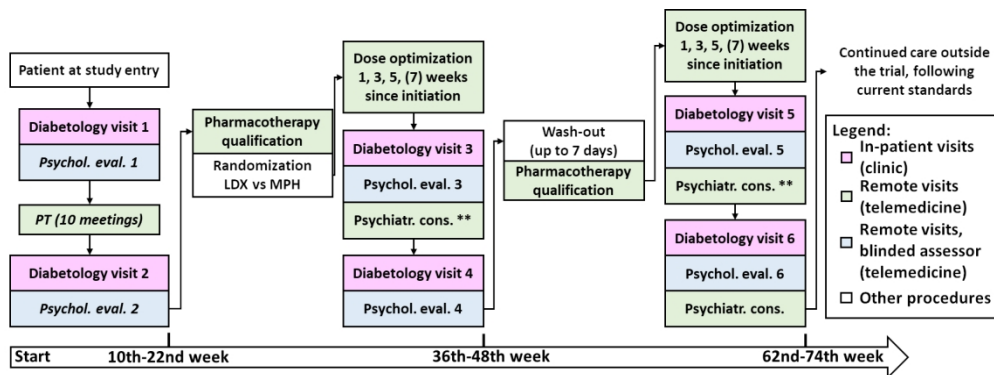 Patient at study entry
Diabetology visit 1
Psychol. eval. 1
PT (10 meetings)
Diabetology visit 2
Psychol. eval. 2
Pharmacotherapy
qualification
Randomization
LDX vs MPH
Dose optimization
1, 3, 5, (7) weeks
since initiation
Diabetology visit 3
Psychol. eval. 3
Psychiatr. cons. **
Diabetology visit 4
Psychol. eval. 4
Wash-out
(up to 7 days)
Pharmacotherapy
qualification
Dose optimization
1, 3, 5, (7) weeks
since initiation
Diabetology visit 5
Psychol. eval. 5
Psychiatr. cons. **
Diabetology visit 6
Psychol. eval. 6
Psychiatr. cons.
Continued care outside
the trial, following
current standards
Legend:
In-patient visits
(clinic)
Remote visits
(telemedicine)
Remote visits,
blinded assessor
(telemedicine)
Other procedures
Start
10th-22nd week
36th-48th week
62nd-74th week